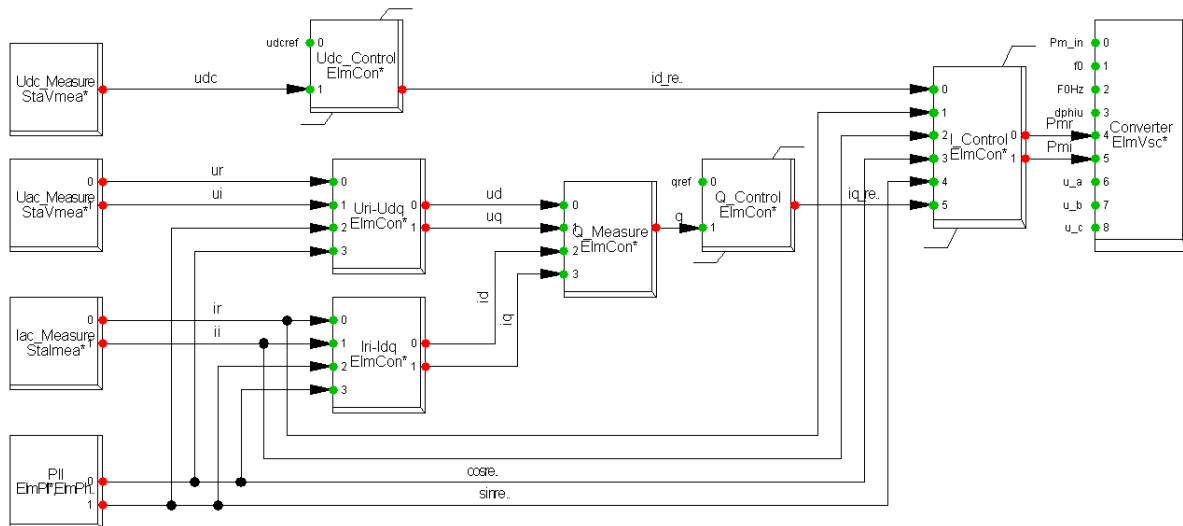 udcref
0
Udc_Control
ElmCon*
1
Udc_Measure
StaVmea*
udc
id_re..
Pm_in
0
f0
1
F0Hz
2
dphiu
3
Pmr
4
Converter
ElmVsc*
Pmi
5
u_a
6
u_b
7
u_c
8
0
1
2
3
4
5
I_Control
ElmCon*
0
1
Uac_Measure
StaVmea*
0
1
ur
ui
0
1
2
3
Uri-Udq
ElmCon*
0
1
ud
uq
0
1
2
3
Q_Measure
ElmCon*
q
qref
0
Q_Control
ElmCon*
1
iq_re..
Iac_Measure
StaImea*
0
1
ir
ii
0
1
2
3
Iri-Idq
ElmCon*
0
1
id
iq
Pll
ElmPl*,ElmPh..
0
1
cosre..
sinre..